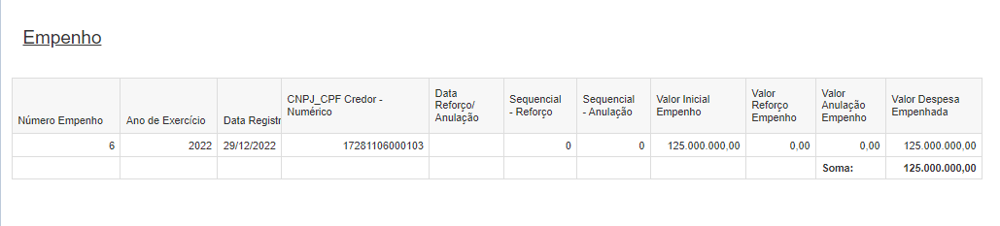 Empenho
Número Empenho Ano de Exercício Data Registr CNPJ_CPF Credor - Numérico Data Reforço/ Anulação Sequencial - Reforço Sequencial - Anulação Valor Inicial Empenho Valor Reforço Empenho Valor Anulação Empenho Valor Despesa Empenhada
6 2022 29/12/2022 17281106000103 0 0 125.000.000,00 0,00 0,00 125.000.000,00
Soma: 125.000.000,00